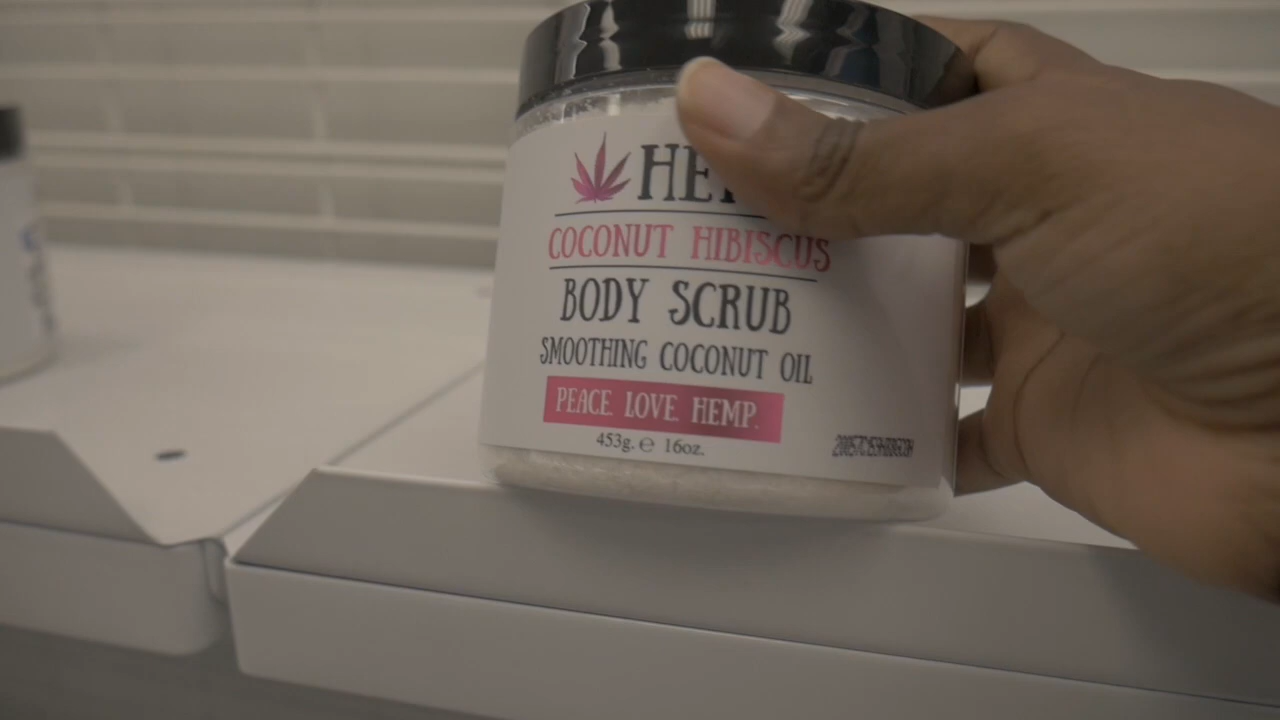 COCONUT HIBISCUS
BODY SCRUB
SMOOTHING COCONUT OIL
PEACE. LOVE. HEMP.
453g. ℮ 16oz.